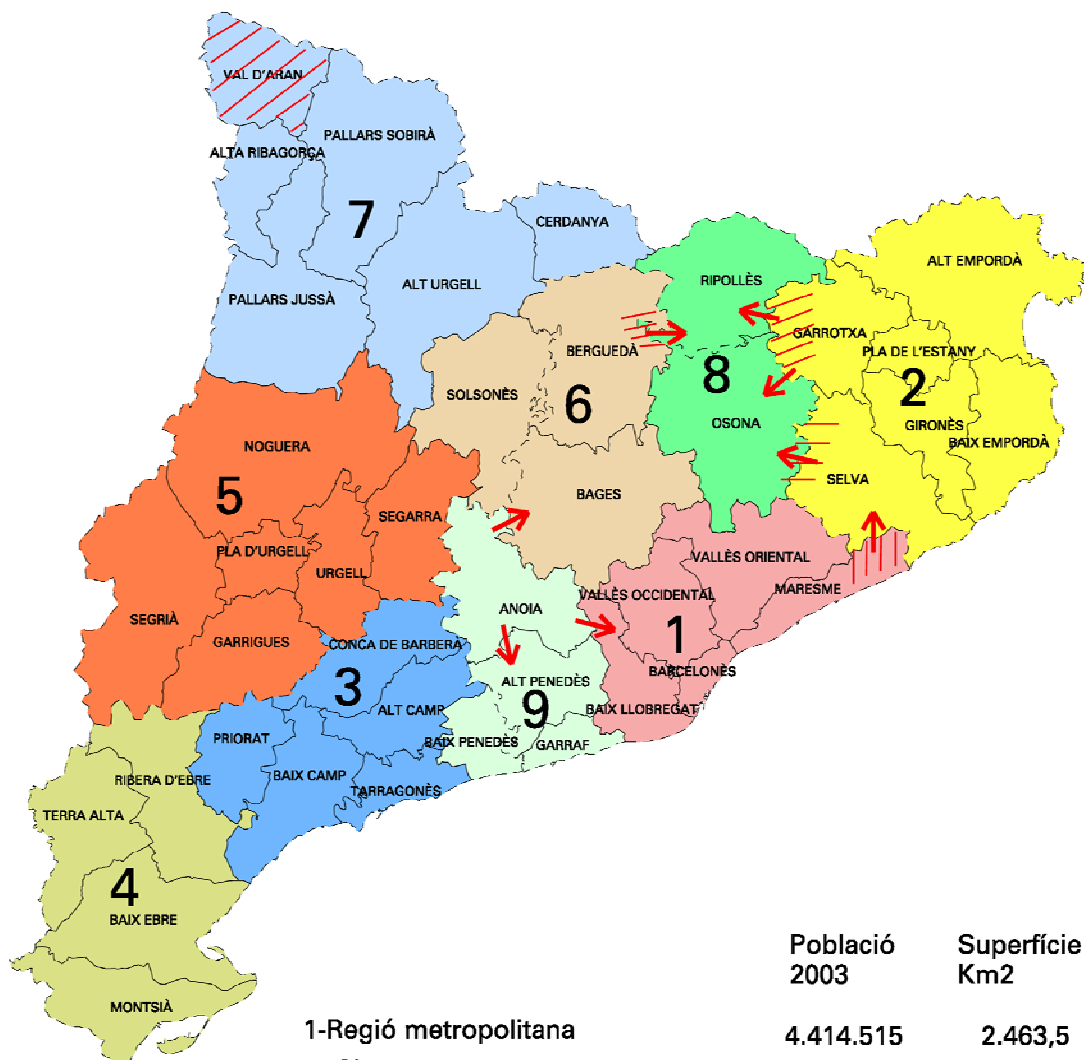 VAL D'ARAN
PALLARS SOBIRÀ
ALTA RIBAGORÇA
7
CERDANYA
ALT URGELL
PALLARS JUSSÀ
RIPOLLÈS
ALT EMPORDÀ
GARROTXA
PLA DE L'ESTANY
BERGUEDÀ
8
2
SOLSONÈS
6
OSONA
GIRONÈS
BAIX EMPORDÀ
NOGUERA
SELVA
5
BAGES
SEGARRA
PLA D'URGELL
URGELL
VALLÈS ORIENTAL
MARESME
VALLÈS OCCIDENTAL
SEGRIÀ
ANOIA
GARRIGUES
CONCA DE BARBERA
1
BARCELONÈS
3
ALT PENEDÈS
9
ALT CAMP
BAIX LLOBREGAT
PRIORAT
BAIX PENEDÈS
GARRAF
RIBERA D'EBRE
BAIX CAMP
TARRAGONÈS
TERRA ALTA
4
BAIX EBRE
MONTSIÀ
Població
2003
Superfície
Km2
1-Regió metropolitana
4.414.515
2.463,5